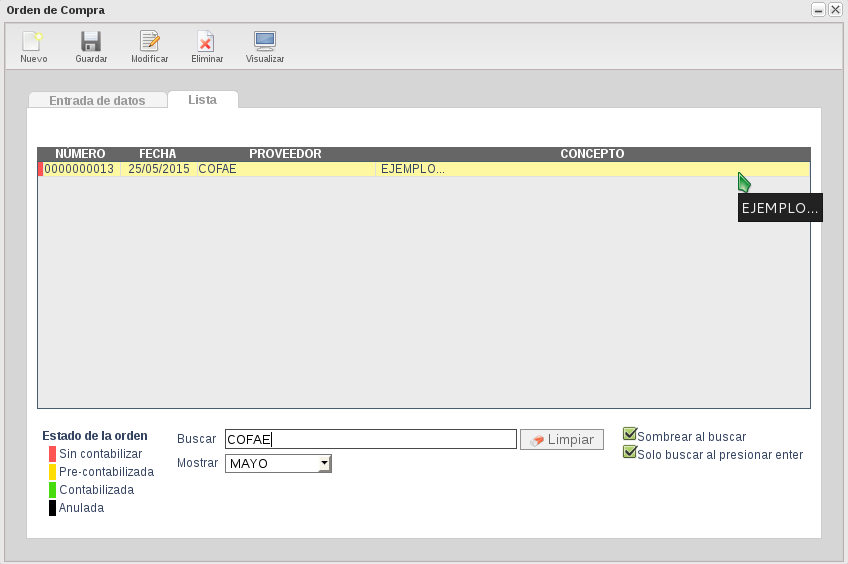 Orden de Compra
Nuevo Guardar Modificar Eliminar Visualizar
Entrada de datos Lista
NÚMERO FECHA PROVEEDOR CONCEPTO
0000000013 25/05/2015 COFAE EJEMPLO...
EJEMPLO...
Estado de la orden
Sin contabilizar
Pre-contabilizada
Contabilizada
Anulada
Buscar COFAE Limpiar
Mostrar MAYO
Sombrear al buscar
Solo buscar al presionar enter